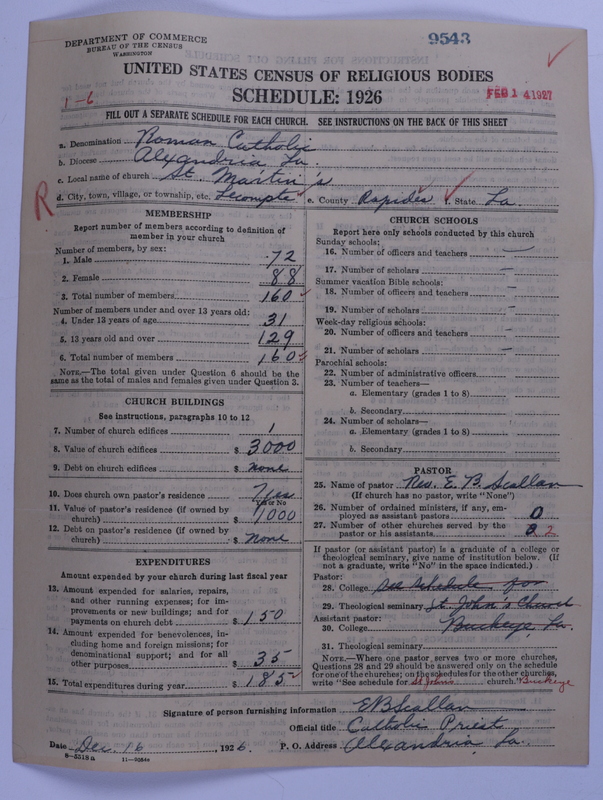 DEPARTMENT OF COMMERCE
BUREAU OF THE CENSUS
WASHINGTON
9543
UNITED STATES CENSUS OF RELIGIOUS BODIES
SCHEDULE: 1926
1-6
FEB 14 1927
FILL OUT A SEPARATE SCHEDULE FOR EACH CHURCH. SEE INSTRUCTIONS ON THE BACK OF THIS SHEET
a. Denomination Roman Catholic
b. Diocese Alexandria La.
c. Local name of church St. Martin's
R
d. City, town, village, or township, etc. Lecompte e. County Rapides f. State La.
MEMBERSHIP
Report number of members according to definition of member in your church
Number of members, by sex:
1. Male 72
2. Female 88
3. Total number of members 160
Number of members under and over 13 years old:
4. Under 13 years of age 31
5. 13 years old and over 129
6. Total number of members 160
NOTE.—The total given under Question 6 should be the same as the total of males and females given under Question 3.
CHURCH BUILDINGS
See instructions, paragraphs 10 to 12
7. Number of church edifices 1
8. Value of church edifices $ 3000
9. Debt on church edifices $ none
10. Does church own pastor's residence Yes
Yes or No
11. Value of pastor's residence (if owned by church) $ 1000
12. Debt on pastor's residence (if owned by church) $ none
EXPENDITURES
Amount expended by your church during last fiscal year
13. Amount expended for salaries, repairs, and other running expenses; for improvements or new buildings; and for payments on church debt $ 150
14. Amount expended for benevolences, including home and foreign missions; for denominational support; and for all other purposes $ 35
15. Total expenditures during year $ 185
CHURCH SCHOOLS
Report here only schools conducted by this church
Sunday schools:
16. Number of officers and teachers —
17. Number of scholars —
Summer vacation Bible schools:
18. Number of officers and teachers —
19. Number of scholars —
Week-day religious schools:
20. Number of officers and teachers —
21. Number of scholars —
Parochial schools:
22. Number of administrative officers
23. Number of teachers—
a. Elementary (grades 1 to 8)
b. Secondary
24. Number of scholars—
a. Elementary (grades 1 to 8)
b. Secondary
PASTOR
25. Name of pastor Rev. E. B. Scallan
(If church has no pastor, write "None")
26. Number of ordained ministers, if any, employed as assistant pastors 0
27. Number of other churches served by the pastor or his assistants 2
If pastor (or assistant pastor) is a graduate of a college or theological seminary, give name of institution below. (If not a graduate, write "No" in the space indicated.)
Pastor:
28. College See schedule for
29. Theological seminary St. John's Church
Assistant pastor:
30. College Buckeye, La.
31. Theological seminary
NOTE.—Where one pastor serves two or more churches, Questions 28 and 29 should be answered only on the schedule for one of the churches; on the schedules for the other churches, write "See schedule for St Johns church." Buckeye
Signature of person furnishing information EB Scallan
Official title Catholic Priest
Date Dec. 16, 1926. P. O. Address Alexandria, La.
8-5518a 11-9084